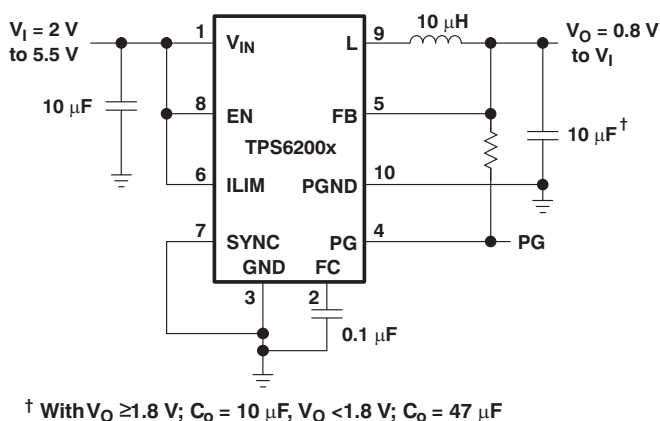 V_I = 2 V
to 5.5 V
10 µF
1
V_IN
8
EN
6
ILIM
7
SYNC
GND
3
TPS6200x
L
9
10 µH
V_O = 0.8 V
to V_I
FB
5
10 µF †
PGND
10
PG
4
PG
FC
2
0.1 µF
† With V_O ≥1.8 V; C_o = 10 µF, V_O <1.8 V; C_o = 47 µF